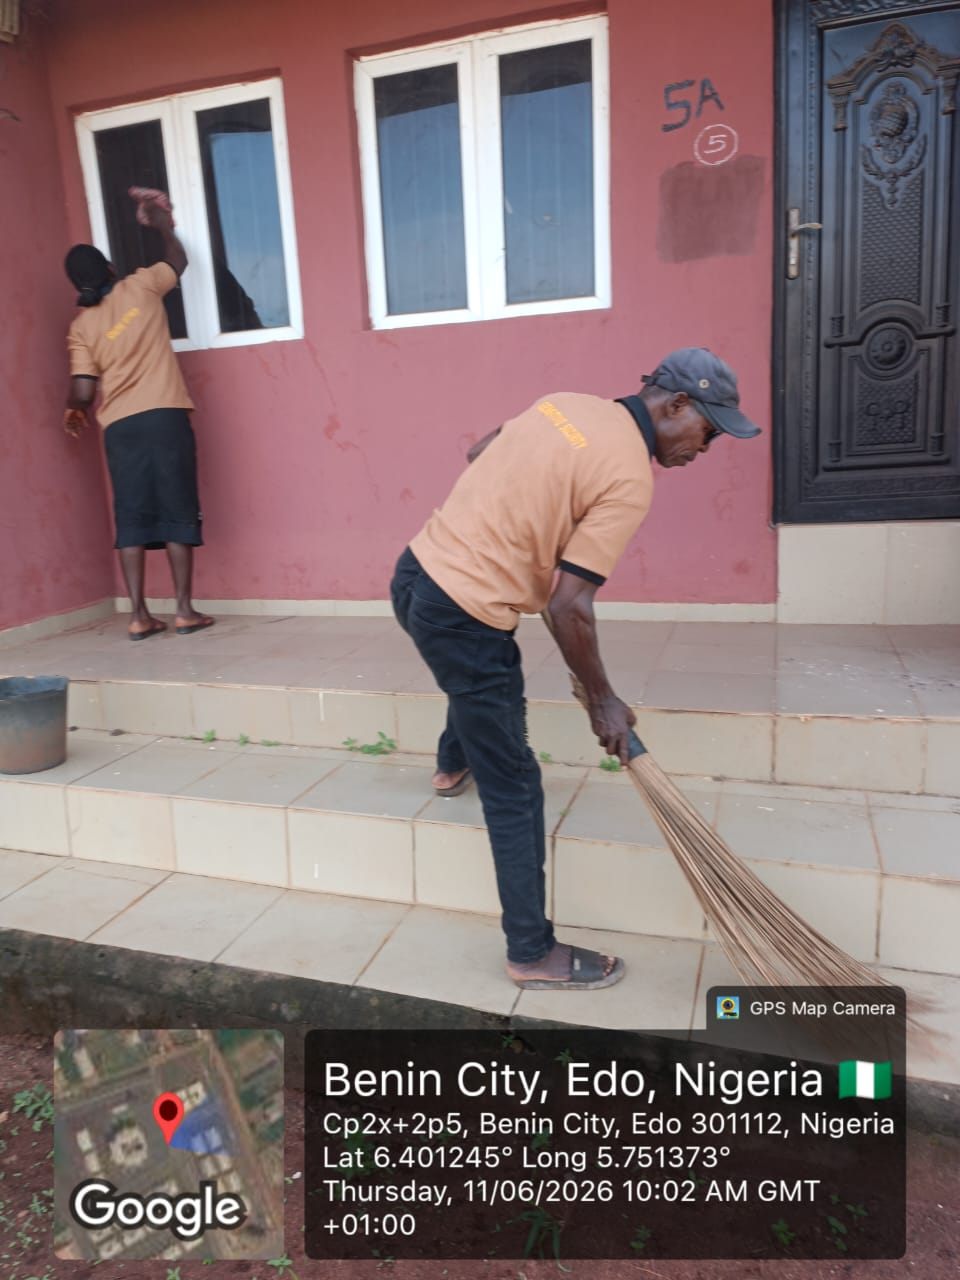 5A
5
FLAT
GPS Map Camera
Benin City, Edo, Nigeria
Cp2x+2p5, Benin City, Edo 301112, Nigeria
Lat 6.401245° Long 5.751373°
Thursday, 11/06/2026 10:02 AM GMT
+01:00
Google